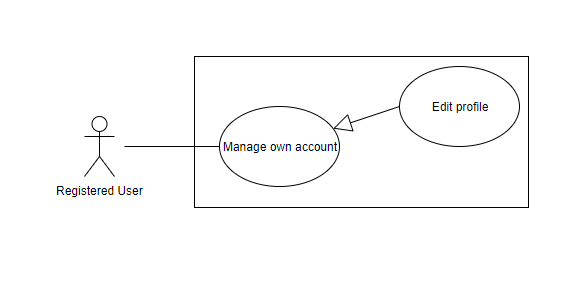 Edit profile
Manage own account
Registered User